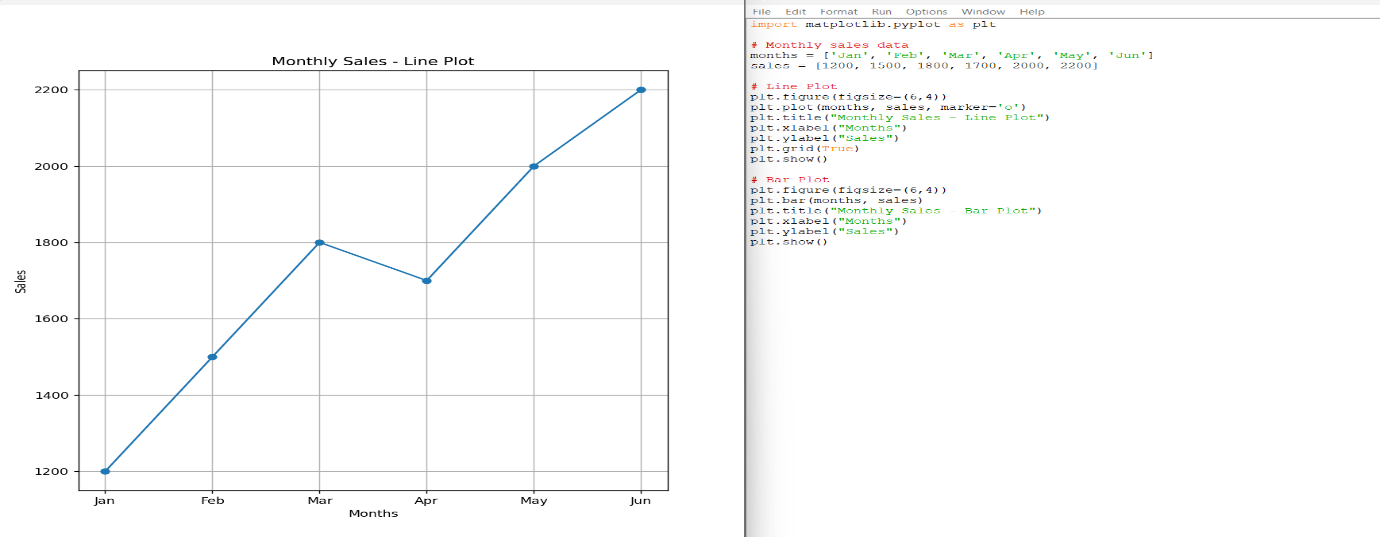 Monthly Sales - Line Plot
2200
2000
1800
1600
1400
1200
Sales
Jan Feb Mar Apr May Jun
Months
File Edit Format Run Options Window Help
import matplotlib.pyplot as plt
# Monthly sales data
months = ['Jan', 'Feb', 'Mar', 'Apr', 'May', 'Jun']
sales = [1200, 1500, 1800, 1700, 2000, 2200]
# Line Plot
plt.figure(figsize=(6,4))
plt.plot(months, sales, marker='o')
plt.title("Monthly Sales - Line Plot")
plt.xlabel("Months")
plt.ylabel("Sales")
plt.grid(True)
plt.show()
# Bar Plot
plt.figure(figsize=(6,4))
plt.bar(months, sales)
plt.title("Monthly Sales - Bar Plot")
plt.xlabel("Months")
plt.ylabel("Sales")
plt.show()